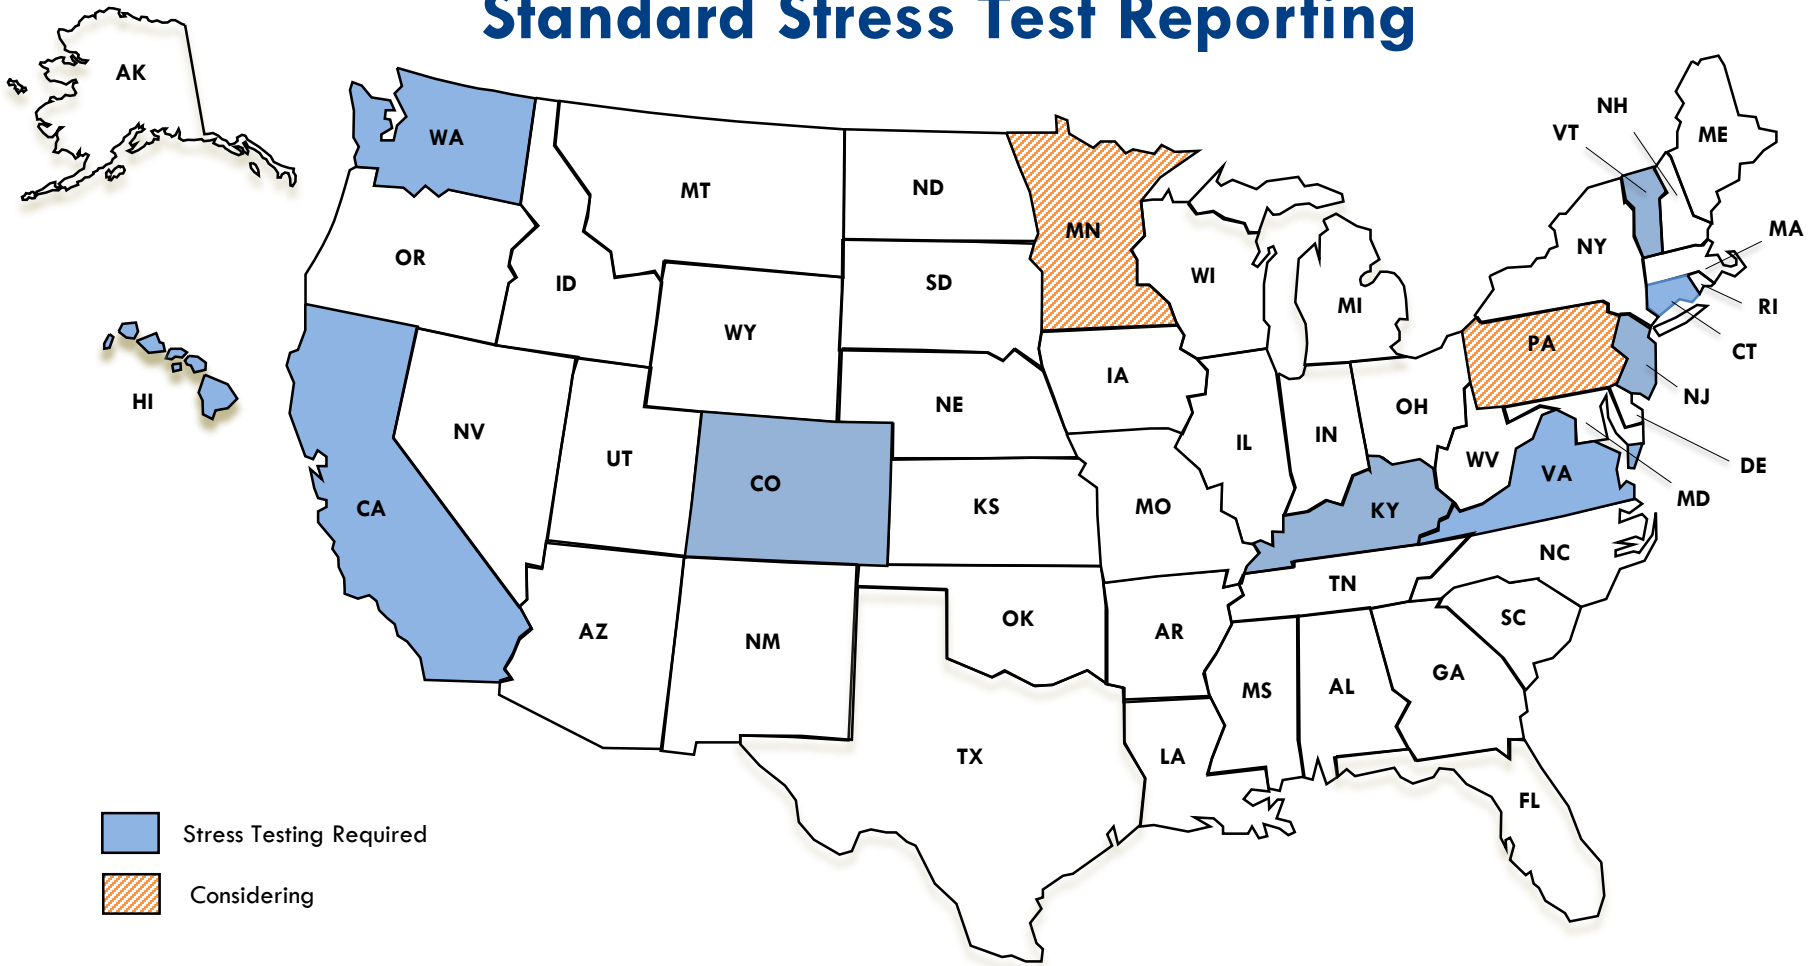 Standard Stress Test Reporting
AK
WA
MT
ND
MN
OR
ID
WY
SD
WI
MI
NY
VT
NH
ME
MA
RI
CT
NJ
DE
MD
PA
HI
CA
NV
UT
CO
NE
KS
IA
MO
IL
IN
OH
WV
VA
KY
NC
TN
SC
AZ
NM
OK
AR
TX
LA
MS
AL
GA
FL
Stress Testing Required
Considering